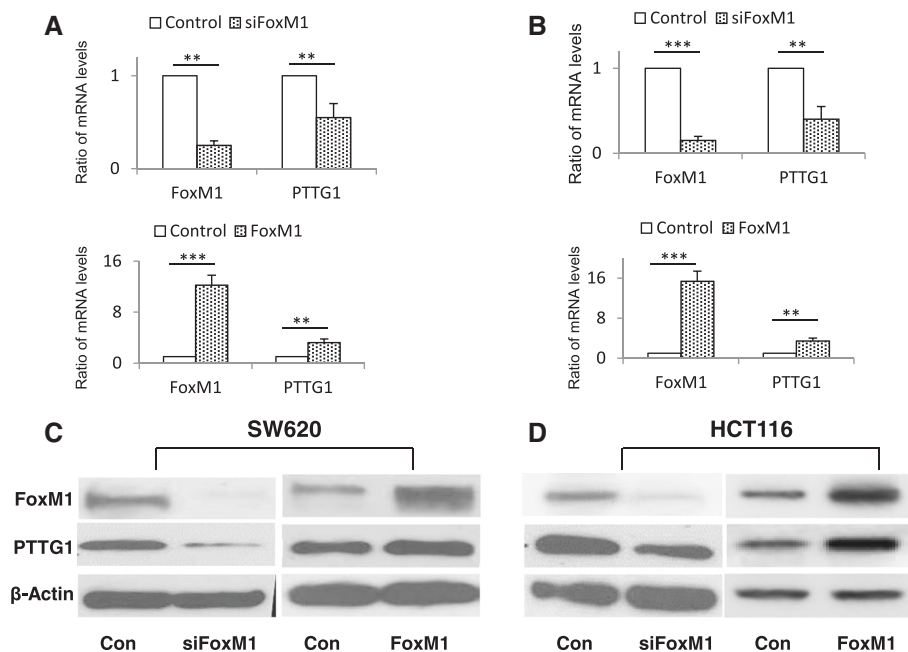 A
Control siFoxM1
Ratio of mRNA levels
1
0
**
**
FoxM1
PTTG1
Control FoxM1
Ratio of mRNA levels
16
8
0
***
**
FoxM1
PTTG1
B
Control siFoxM1
Ratio of mRNA levels
1
0
***
**
FoxM1
PTTG1
Control FoxM1
Ratio of mRNA levels
16
8
0
***
**
FoxM1
PTTG1
C
SW620
D
HCT116
FoxM1
PTTG1
β-Actin
Con siFoxM1 Con FoxM1
Con siFoxM1 Con FoxM1